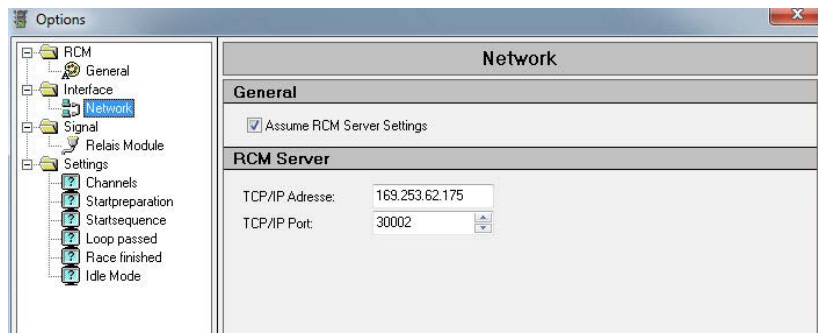 Options
RCM
General
Interface
Network
Signal
Relais Module
Settings
Channels
Startpreparation
Startsequence
Loop passed
Race finished
Idle Mode
Network
General
Assume RCM Server Settings
RCM Server
TCP/IP Adresse: 169.253.62.175
TCP/IP Port: 30002